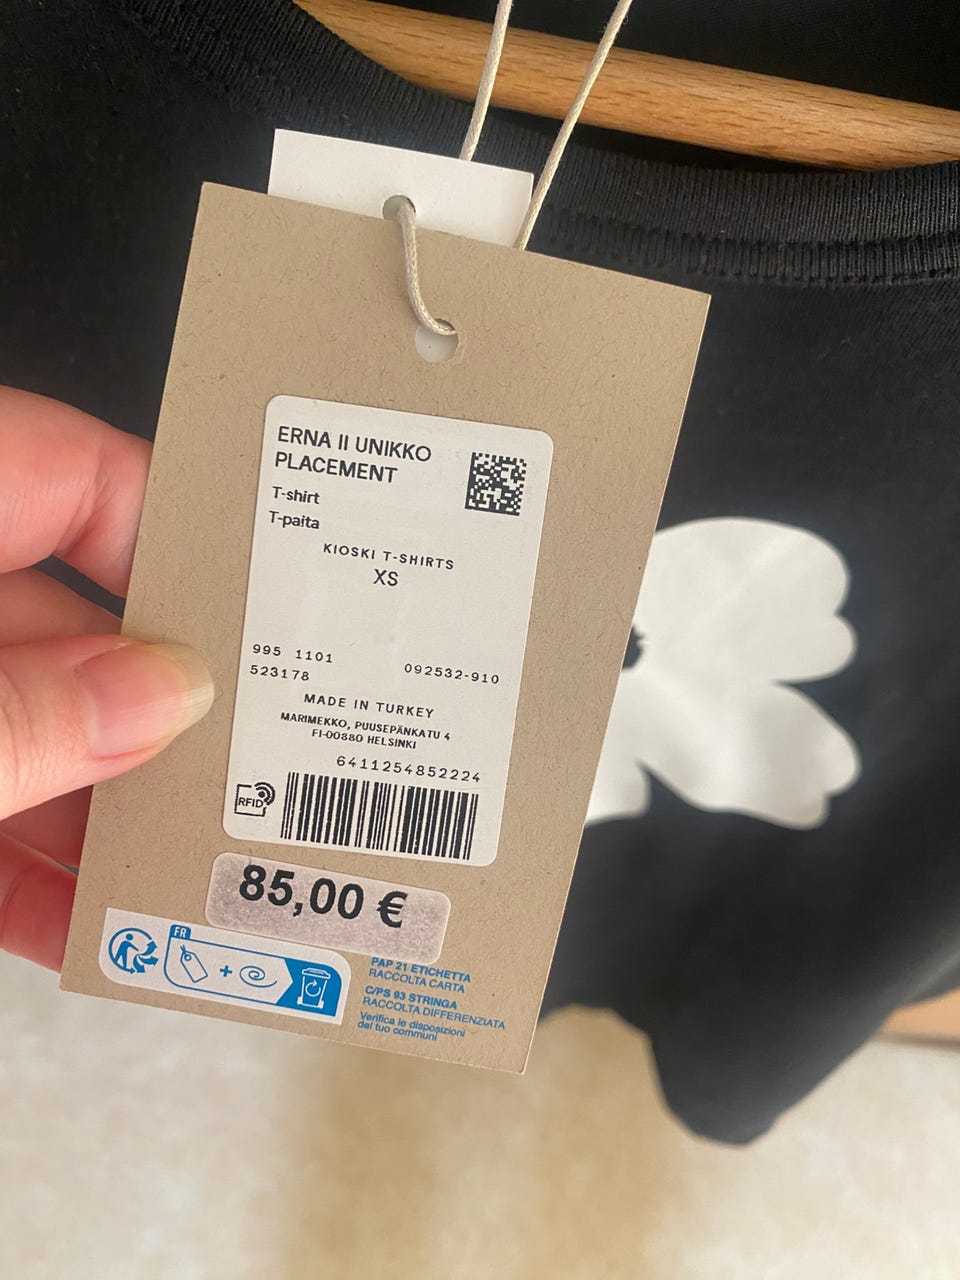 ERNA II UNIKKO
PLACEMENT
T-shirt
T-paita
KIOSKI T-SHIRTS
XS
995 1101
523178
092532-910
MADE IN TURKEY
MARIMEKKO, PUUSEPÄNKATU 4
FI-00880 HELSINKI
6411254852224
RFID
85,00 €
FR
PAP 21 ETICHETTA
RACCOLTA CARTA
C/PS 93 STRINGA
RACCOLTA DIFFERENZIATA
Verifica le disposizioni
del tuo communi